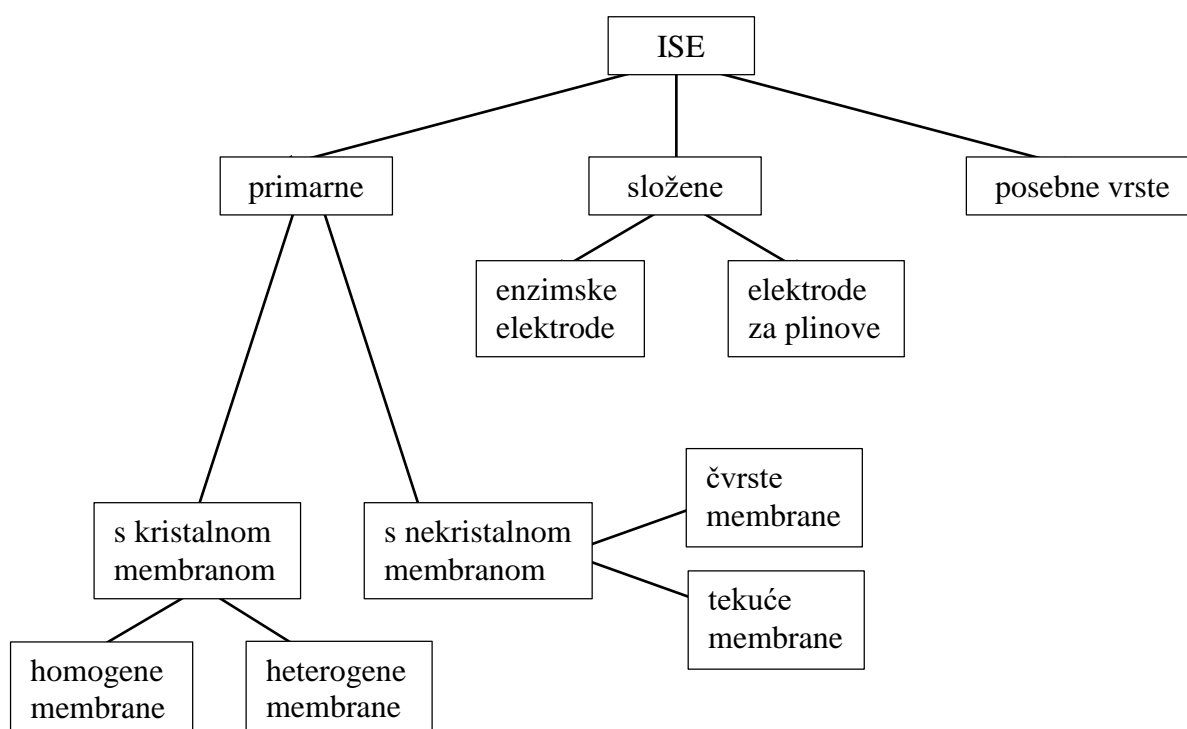 ISE
primarne
složene
posebne vrste
enzimske
elektrode
elektrode
za plinove
s kristalnom
membranom
s nekristalnom
membranom
čvrste
membrane
tekuće
membrane
homogene
membrane
heterogene
membrane